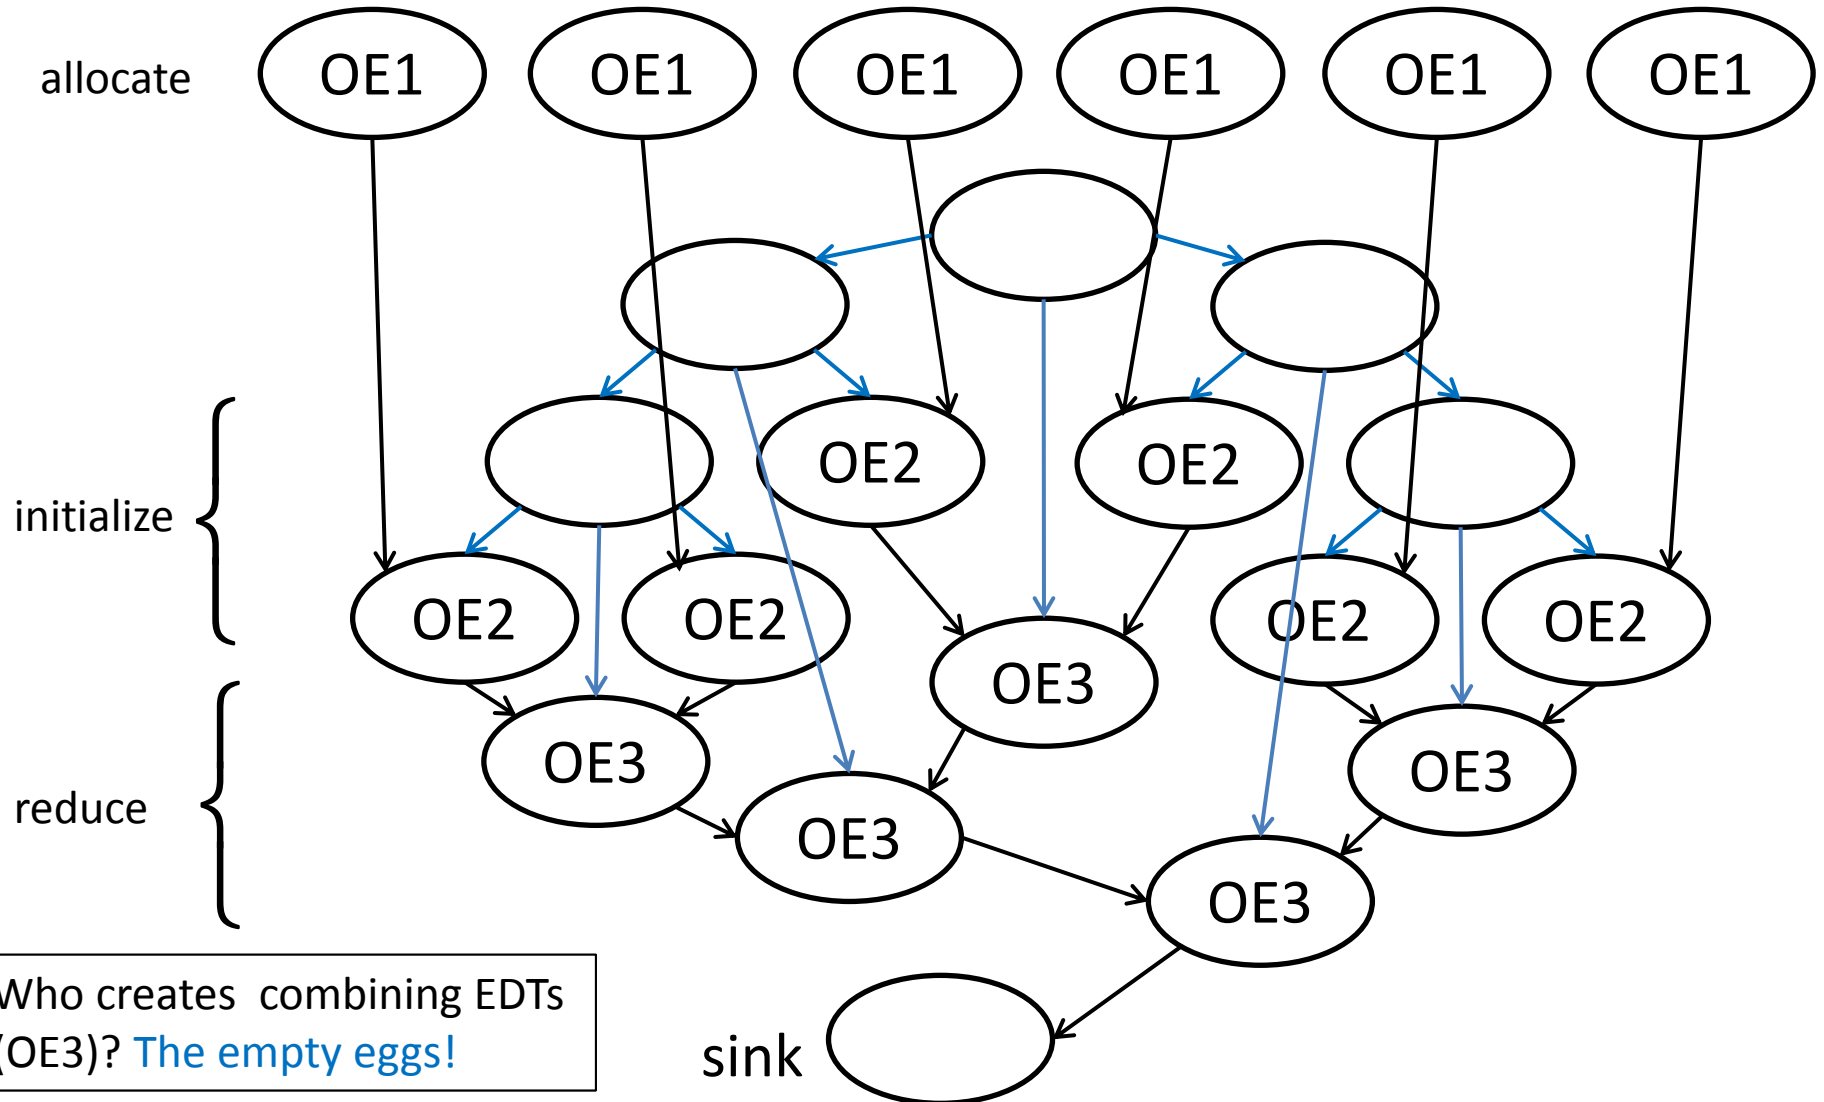 allocate
OE1 OE1 OE1 OE1 OE1 OE1
initialize
OE2 OE2
OE2 OE2 OE2 OE2
OE3
reduce
OE3 OE3
OE3
OE3
Who creates combining EDTs
(OE3)? The empty eggs!
sink